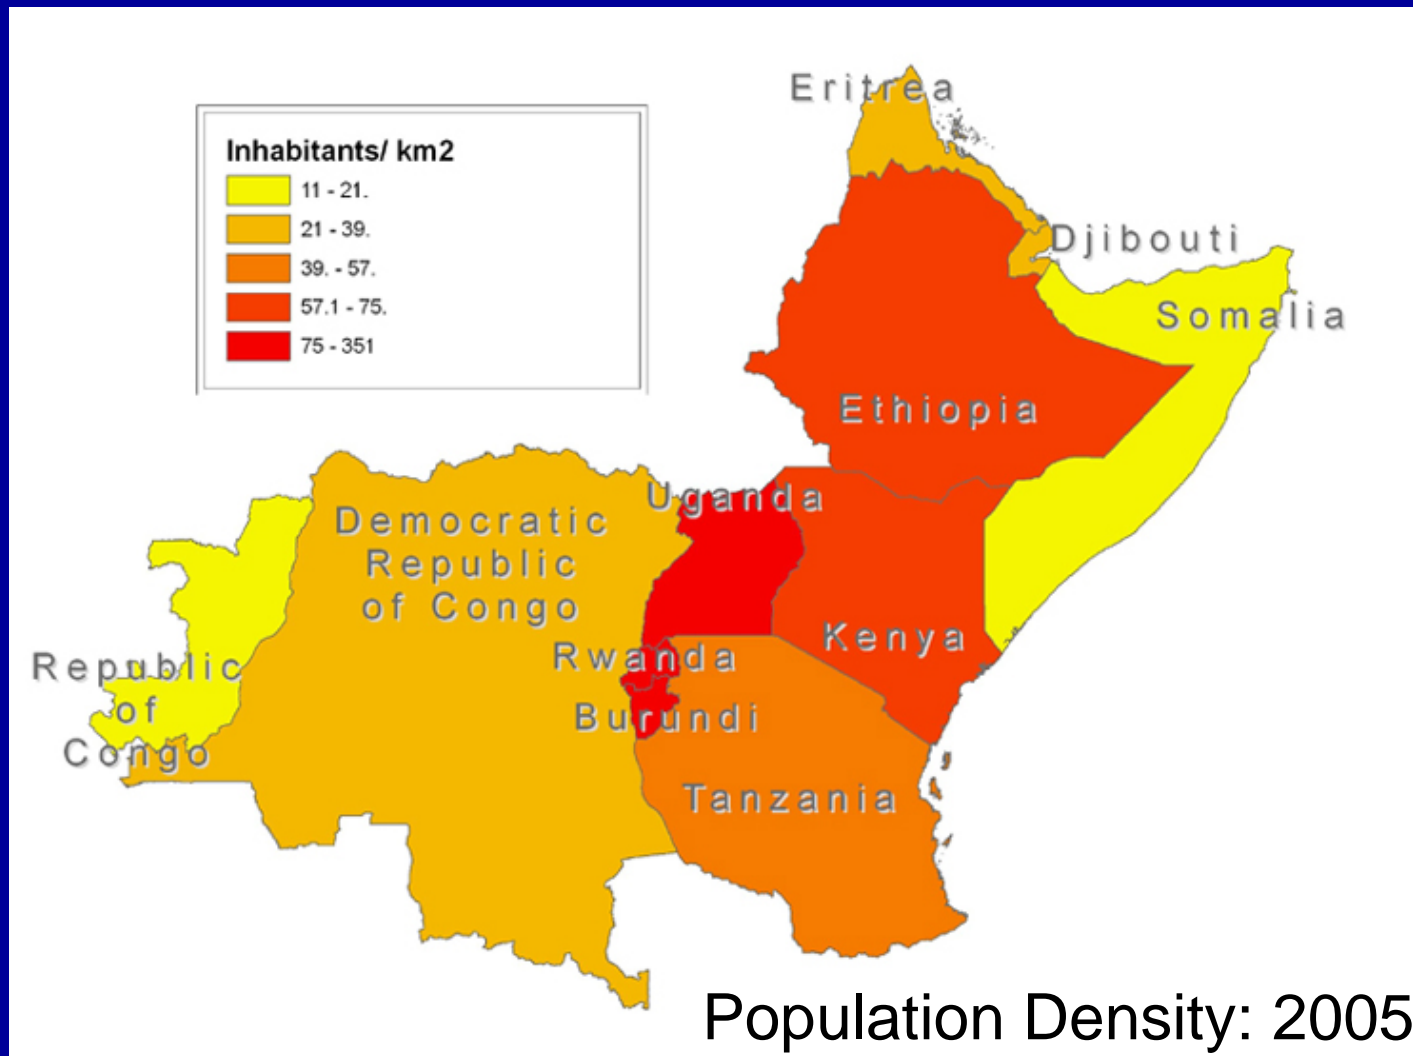 Eritrea
Inhabitants/ km2
11 - 21.
21 - 39.
39. - 57.
57.1 - 75.
75 - 351
Djibouti
Somalia
Ethiopia
Uganda
Democratic
Republic
of Congo
Kenya
Rwanda
Republic
of
Congo
Burundi
Tanzania
Population Density: 2005